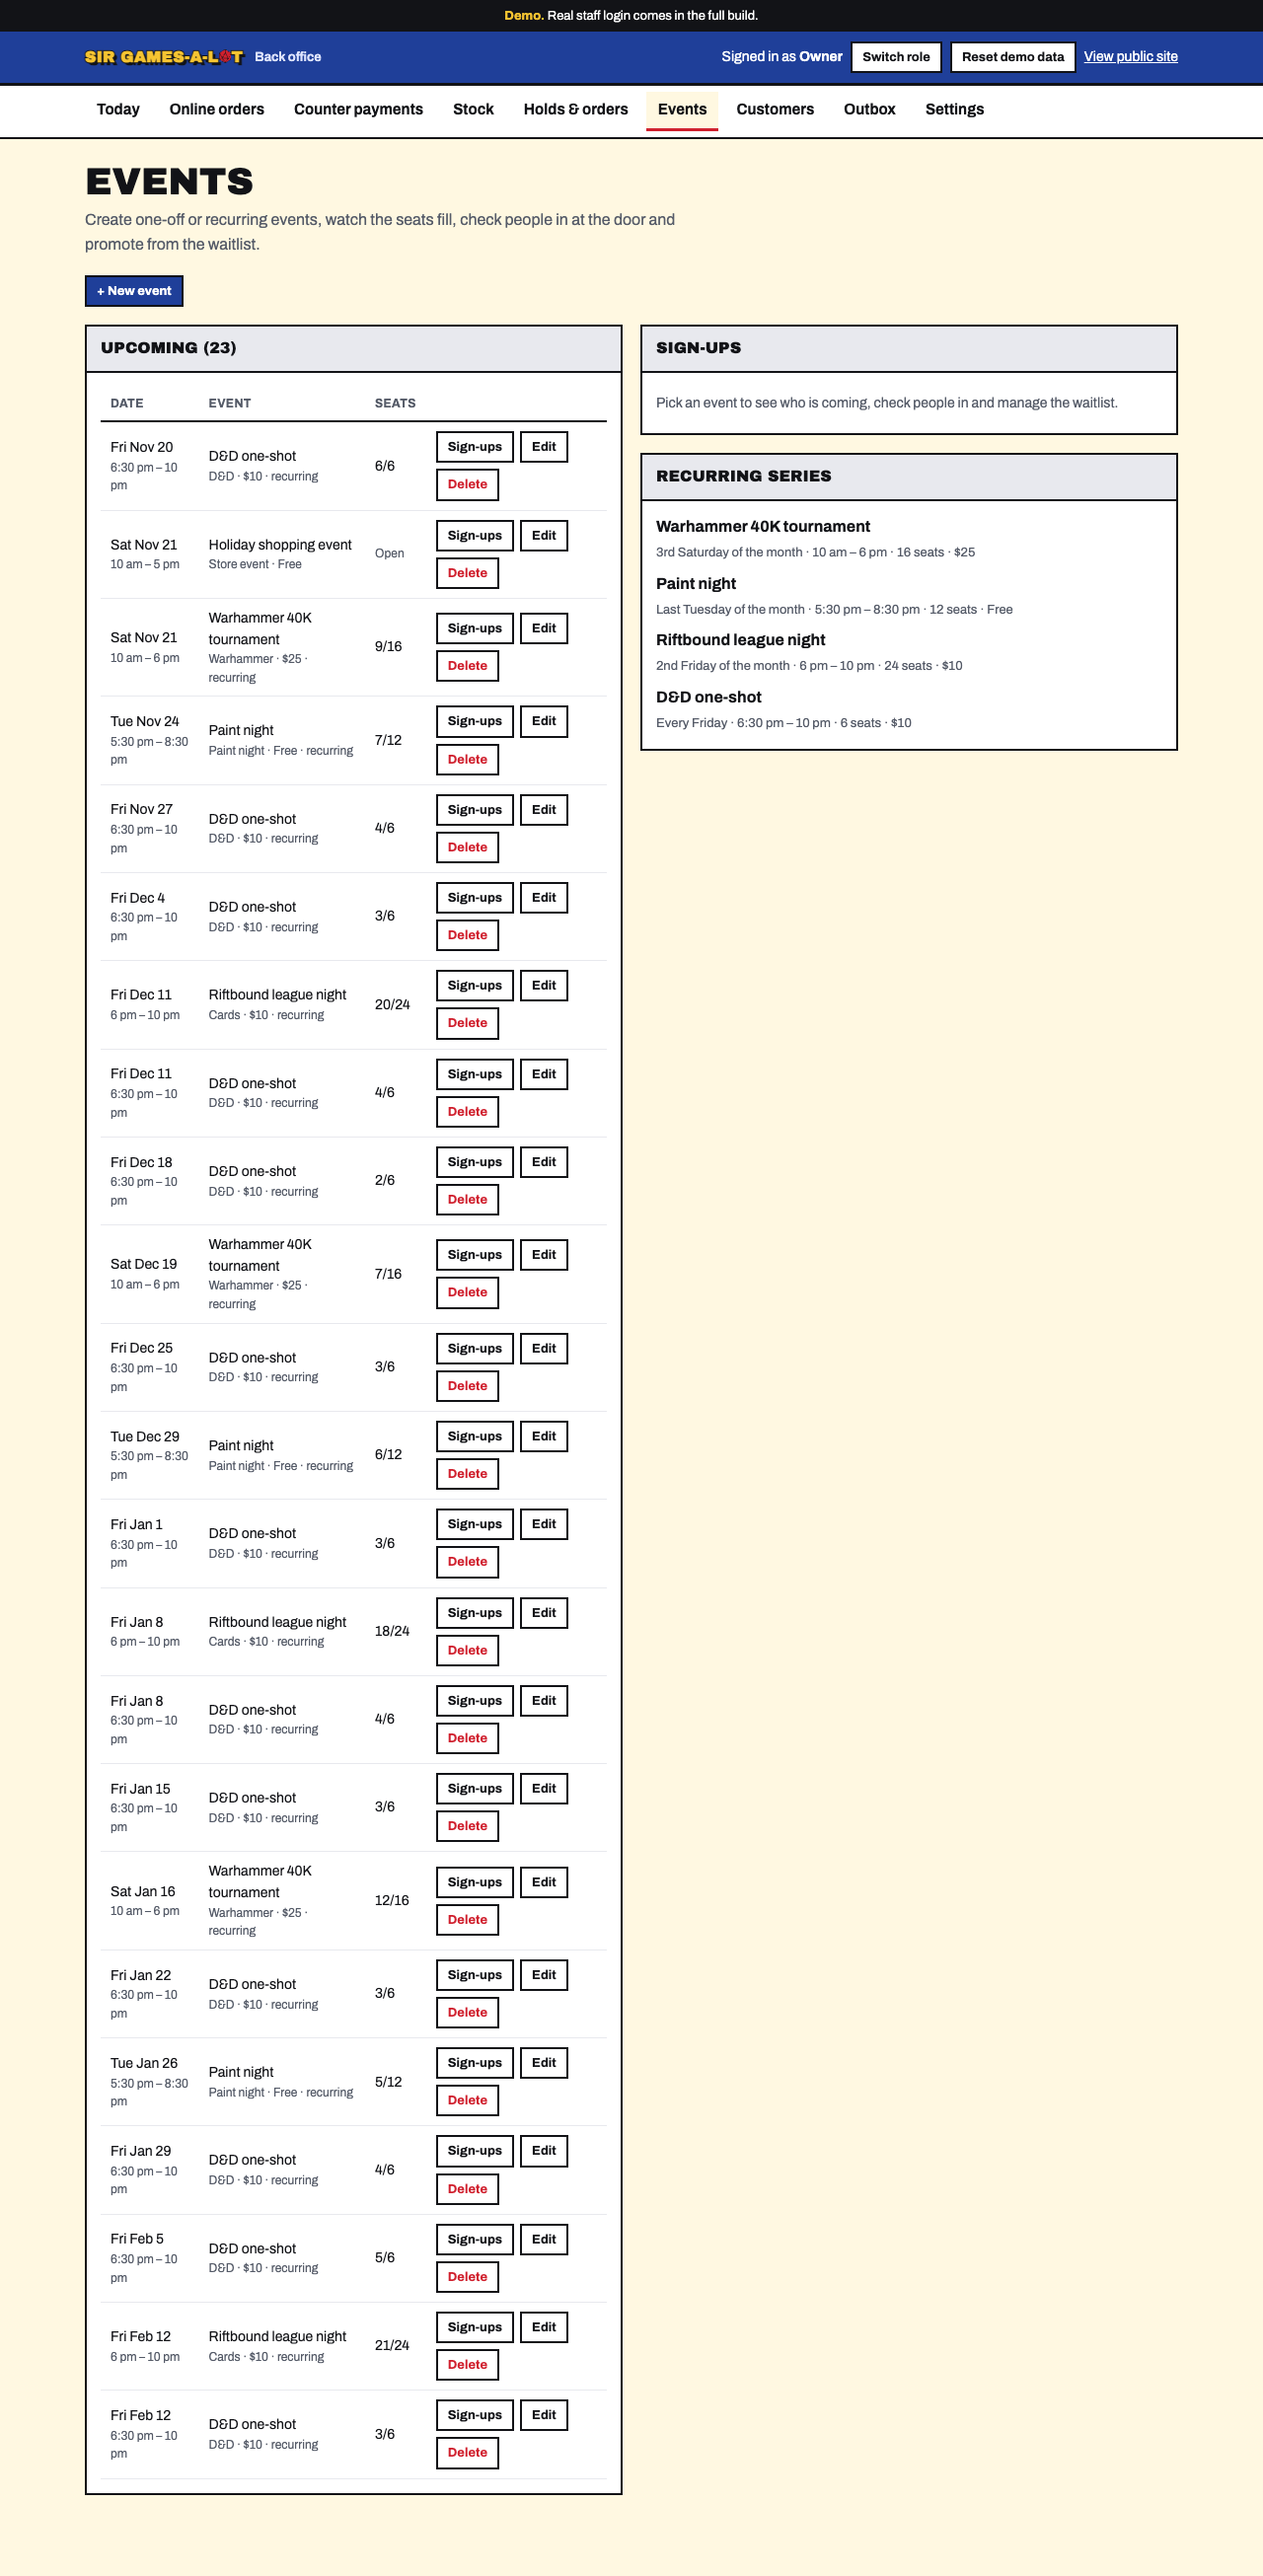 Demo. Real staff login comes in the full build.
SIR GAMES-A-LOT Back office Signed in as Owner Switch role Reset demo data View public site
Today Online orders Counter payments Stock Holds & orders Events Customers Outbox Settings
EVENTS
Create one-off or recurring events, watch the seats fill, check people in at the door and
promote from the waitlist.
+ New event
UPCOMING (23)
DATE EVENT SEATS
Fri Nov 20
6:30 pm – 10
pm
D&D one-shot
D&D · $10 · recurring
6/6
Sign-ups Edit
Delete
Sat Nov 21
10 am – 5 pm
Holiday shopping event
Store event · Free
Open
Sign-ups Edit
Delete
Sat Nov 21
10 am – 6 pm
Warhammer 40K
tournament
Warhammer · $25 ·
recurring
9/16
Sign-ups Edit
Delete
Tue Nov 24
5:30 pm – 8:30
pm
Paint night
Paint night · Free · recurring
7/12
Sign-ups Edit
Delete
Fri Nov 27
6:30 pm – 10
pm
D&D one-shot
D&D · $10 · recurring
4/6
Sign-ups Edit
Delete
Fri Dec 4
6:30 pm – 10
pm
D&D one-shot
D&D · $10 · recurring
3/6
Sign-ups Edit
Delete
Fri Dec 11
6 pm – 10 pm
Riftbound league night
Cards · $10 · recurring
20/24
Sign-ups Edit
Delete
Fri Dec 11
6:30 pm – 10
pm
D&D one-shot
D&D · $10 · recurring
4/6
Sign-ups Edit
Delete
Fri Dec 18
6:30 pm – 10
pm
D&D one-shot
D&D · $10 · recurring
2/6
Sign-ups Edit
Delete
Sat Dec 19
10 am – 6 pm
Warhammer 40K
tournament
Warhammer · $25 ·
recurring
7/16
Sign-ups Edit
Delete
Fri Dec 25
6:30 pm – 10
pm
D&D one-shot
D&D · $10 · recurring
3/6
Sign-ups Edit
Delete
Tue Dec 29
5:30 pm – 8:30
pm
Paint night
Paint night · Free · recurring
6/12
Sign-ups Edit
Delete
Fri Jan 1
6:30 pm – 10
pm
D&D one-shot
D&D · $10 · recurring
3/6
Sign-ups Edit
Delete
Fri Jan 8
6 pm – 10 pm
Riftbound league night
Cards · $10 · recurring
18/24
Sign-ups Edit
Delete
Fri Jan 8
6:30 pm – 10
pm
D&D one-shot
D&D · $10 · recurring
4/6
Sign-ups Edit
Delete
Fri Jan 15
6:30 pm – 10
pm
D&D one-shot
D&D · $10 · recurring
3/6
Sign-ups Edit
Delete
Sat Jan 16
10 am – 6 pm
Warhammer 40K
tournament
Warhammer · $25 ·
recurring
12/16
Sign-ups Edit
Delete
Fri Jan 22
6:30 pm – 10
pm
D&D one-shot
D&D · $10 · recurring
3/6
Sign-ups Edit
Delete
Tue Jan 26
5:30 pm – 8:30
pm
Paint night
Paint night · Free · recurring
5/12
Sign-ups Edit
Delete
Fri Jan 29
6:30 pm – 10
pm
D&D one-shot
D&D · $10 · recurring
4/6
Sign-ups Edit
Delete
Fri Feb 5
6:30 pm – 10
pm
D&D one-shot
D&D · $10 · recurring
5/6
Sign-ups Edit
Delete
Fri Feb 12
6 pm – 10 pm
Riftbound league night
Cards · $10 · recurring
21/24
Sign-ups Edit
Delete
Fri Feb 12
6:30 pm – 10
pm
D&D one-shot
D&D · $10 · recurring
3/6
Sign-ups Edit
Delete
SIGN-UPS
Pick an event to see who is coming, check people in and manage the waitlist.
RECURRING SERIES
Warhammer 40K tournament
3rd Saturday of the month · 10 am – 6 pm · 16 seats · $25
Paint night
Last Tuesday of the month · 5:30 pm – 8:30 pm · 12 seats · Free
Riftbound league night
2nd Friday of the month · 6 pm – 10 pm · 24 seats · $10
D&D one-shot
Every Friday · 6:30 pm – 10 pm · 6 seats · $10